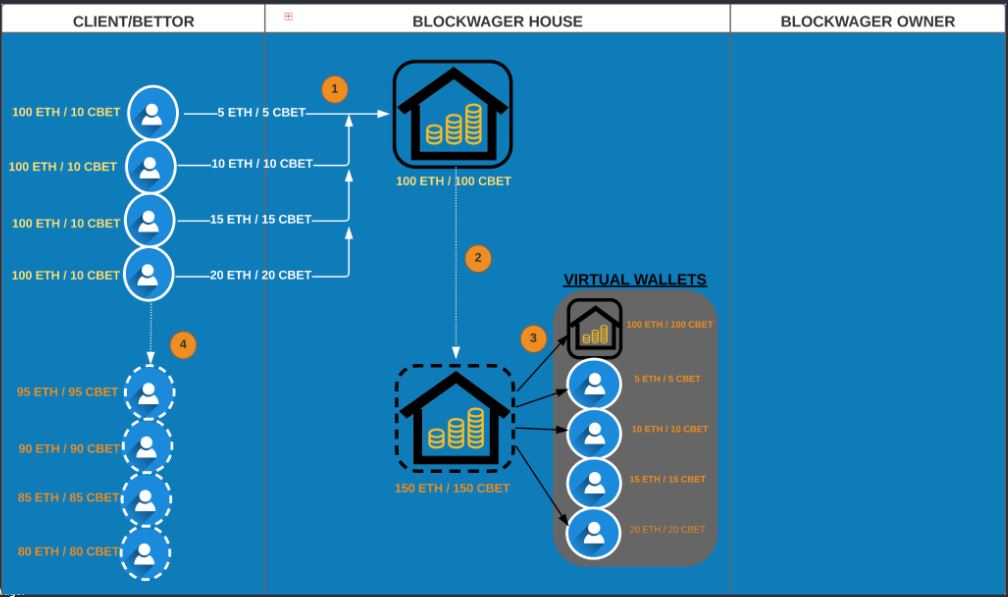 CLIENT/BETTOR
BLOCKWAGER HOUSE
BLOCKWAGER OWNER
1
100 ETH / 10 CBET
5 ETH / 5 CBET
100 ETH / 10 CBET
10 ETH / 10 CBET
100 ETH / 100 CBET
100 ETH / 10 CBET
15 ETH / 15 CBET
100 ETH / 10 CBET
20 ETH / 20 CBET
2
VIRTUAL WALLETS
4
3
100 ETH / 100 CBET
95 ETH / 95 CBET
5 ETH / 5 CBET
90 ETH / 90 CBET
10 ETH / 10 CBET
150 ETH / 150 CBET
85 ETH / 85 CBET
15 ETH / 15 CBET
80 ETH / 80 CBET
20 ETH / 20 CBET